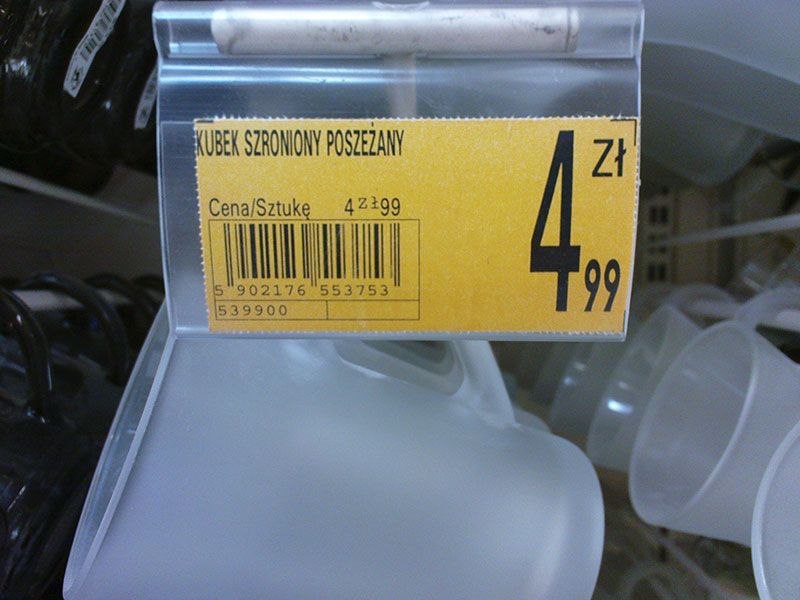 KUBEK SZRONIONY POSZEŻANY
4 Zł 99
Cena/Sztukę 4 Zł 99
5 902176 553753
539900